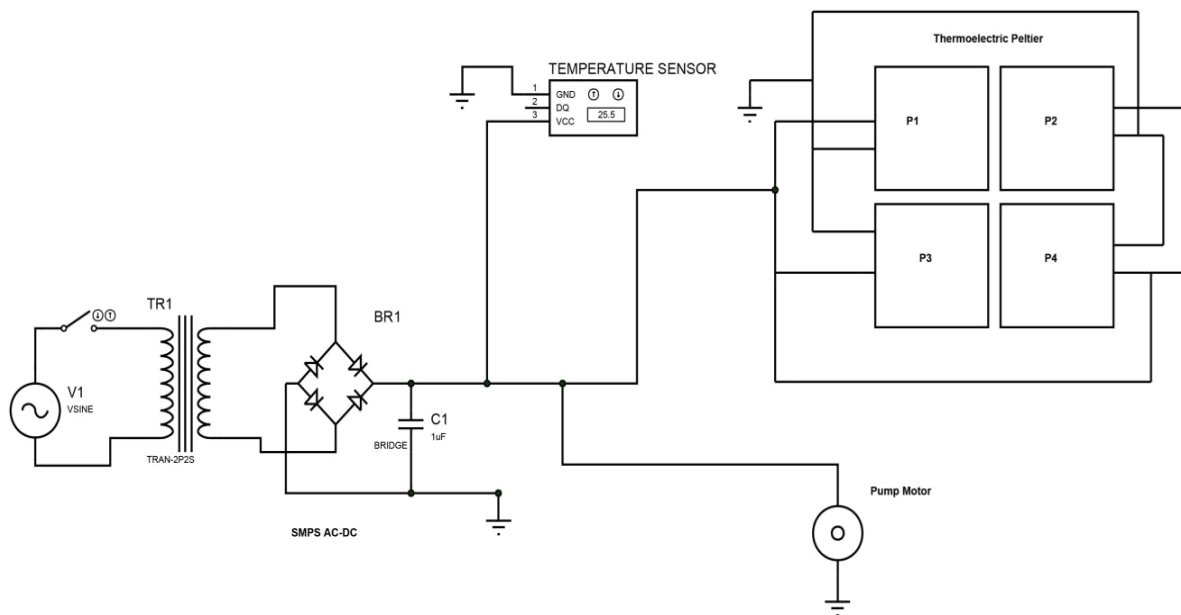 Thermoelectric Peltier
TEMPERATURE SENSOR
1
GND
2
DQ
3
VCC
25.5
P1
P2
P3
P4
TR1
BR1
V1
VSINE
C1
1uF
BRIDGE
TRAN-2P2S
Pump Motor
SMPS AC-DC